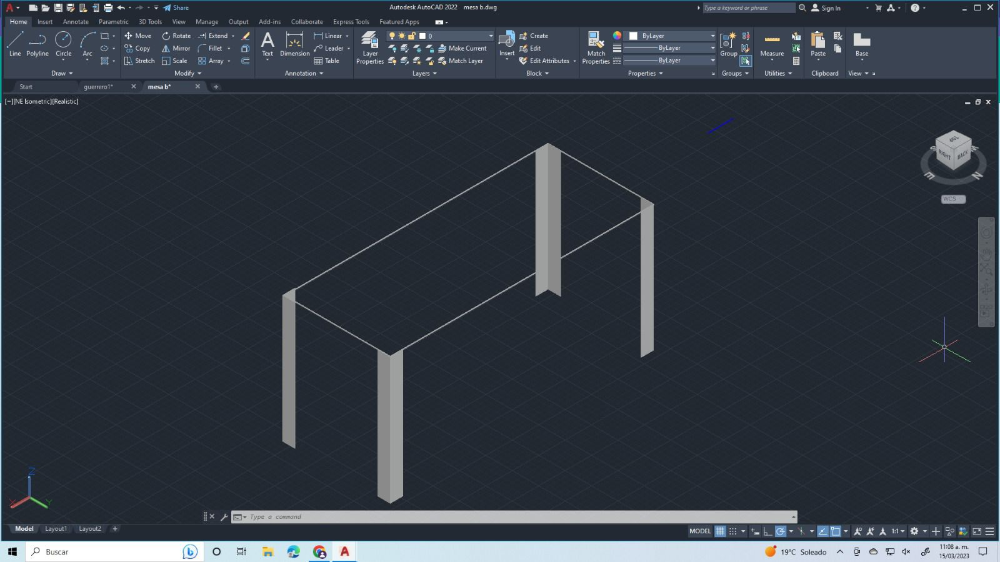 Share
Autodesk AutoCAD 2022 mesa b.dwg
Type a keyword or phrase
Sign In
Home Insert Annotate Parametric 3D Tools View Manage Output Add-ins Collaborate Express Tools Featured Apps
Line Polyline Circle Arc
Draw
Move Rotate Extend
Copy Mirror Fillet
Stretch Scale Array
Modify
Text Dimension
Linear
Leader
Table
Annotation
Layer Properties
0
Make Current
Match Layer
Layers
Insert
Create
Edit
Edit Attributes
Block
Match Properties
ByLayer
ByLayer
ByLayer
Properties
Group
Groups
Measure
Utilities
Paste
Clipboard
Base
View
Start guerrero1* mesa b*
[−][NE Isometric][Realistic]
TOP
RIGHT BACK
E N
WCS
Z
X Y
Type a command
Model Layout1 Layout2
MODEL 1:1
Buscar
19°C Soleado
11:08 a. m.
15/03/2023